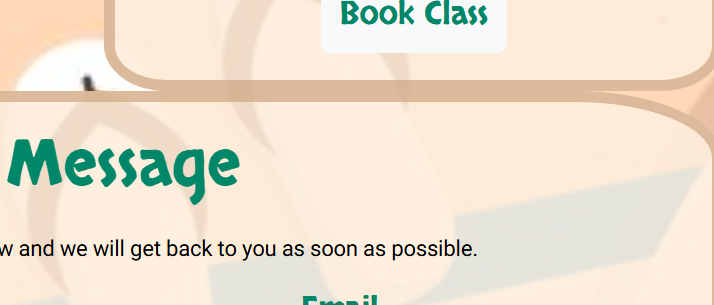 Book Class
Message
w and we will get back to you as soon as possible.
Email